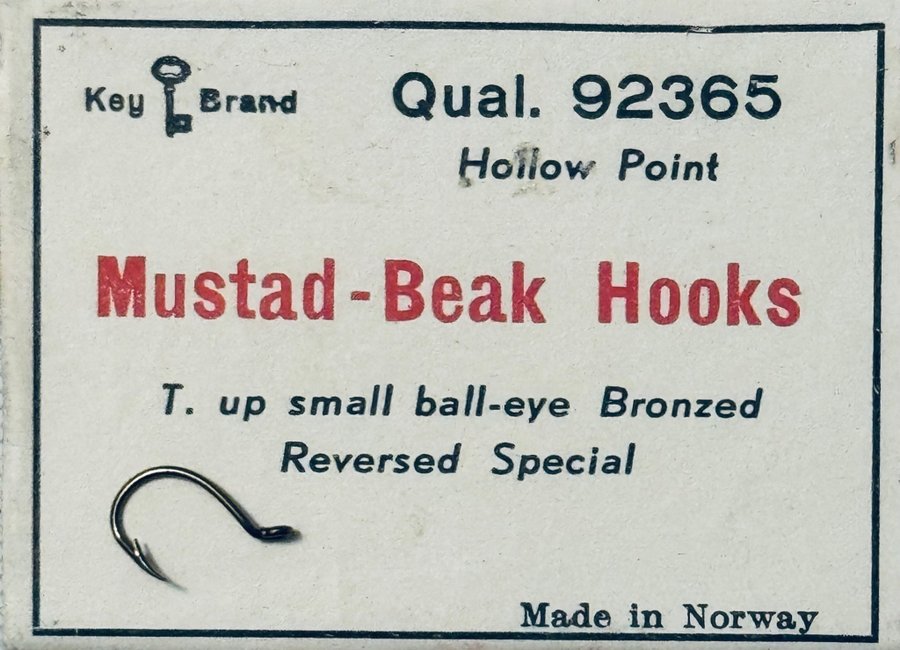 Key Brand
Qual. 92365
Hollow Point
Mustad-Beak Hooks
T. up small ball-eye Bronzed
Reversed Special
Made in Norway